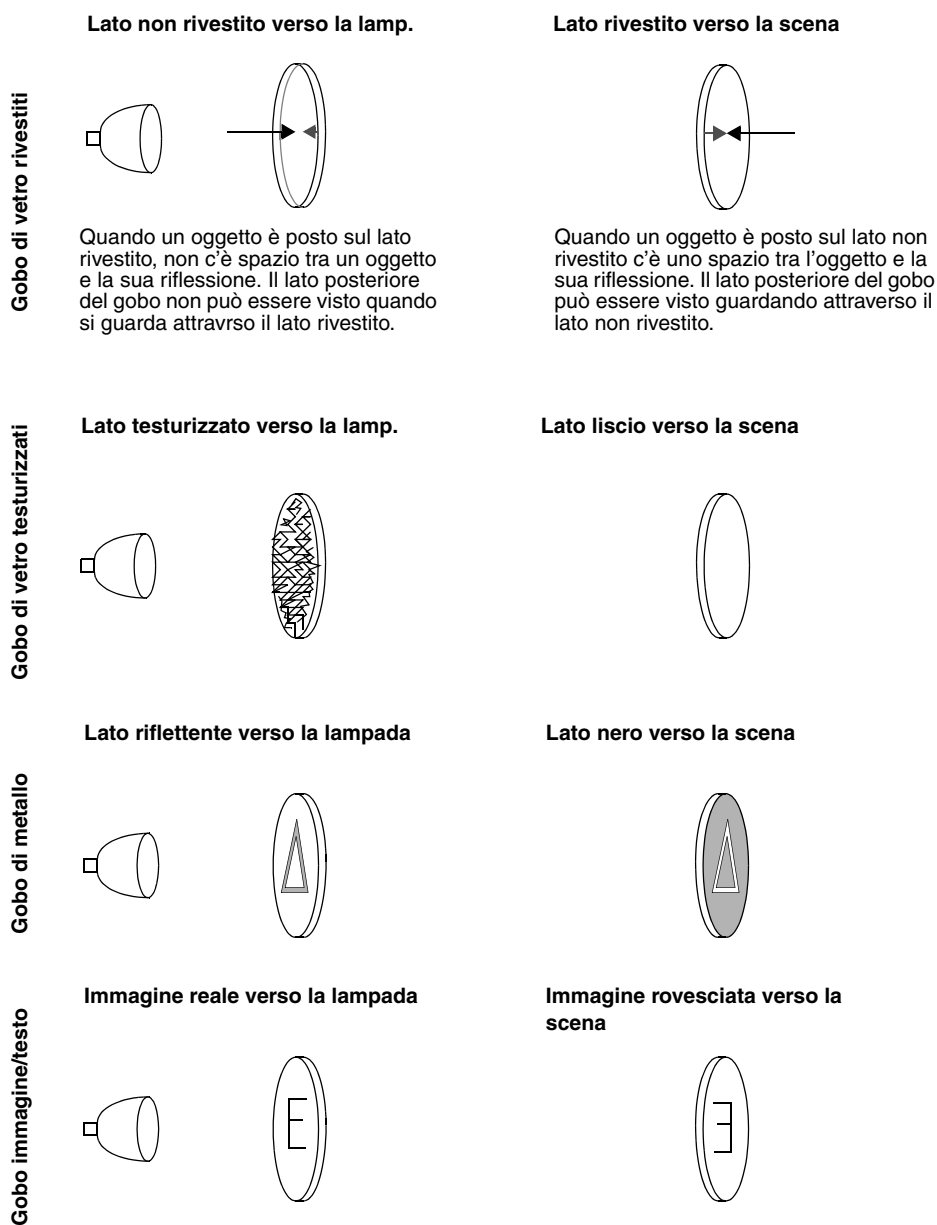 Lato non rivestito verso la lamp.
Lato rivestito verso la scena
Gobo di vetro rivestiti
Quando un oggetto è posto sul lato
rivestito, non c'è spazio tra un oggetto
e la sua riflessione. Il lato posteriore
del gobo non può essere visto quando
si guarda attravrso il lato rivestito.
Quando un oggetto è posto sul lato non
rivestito c'è uno spazio tra l'oggetto e la
sua riflessione. Il lato posteriore del gobo
può essere visto guardando attraverso il
lato non rivestito.
Gobo di vetro testurizzati
Lato testurizzato verso la lamp.
Lato liscio verso la scena
Gobo di metallo
Lato riflettente verso la lampada
Lato nero verso la scena
Gobo immagine/testo
Immagine reale verso la lampada
Immagine rovesciata verso la
scena
E
E